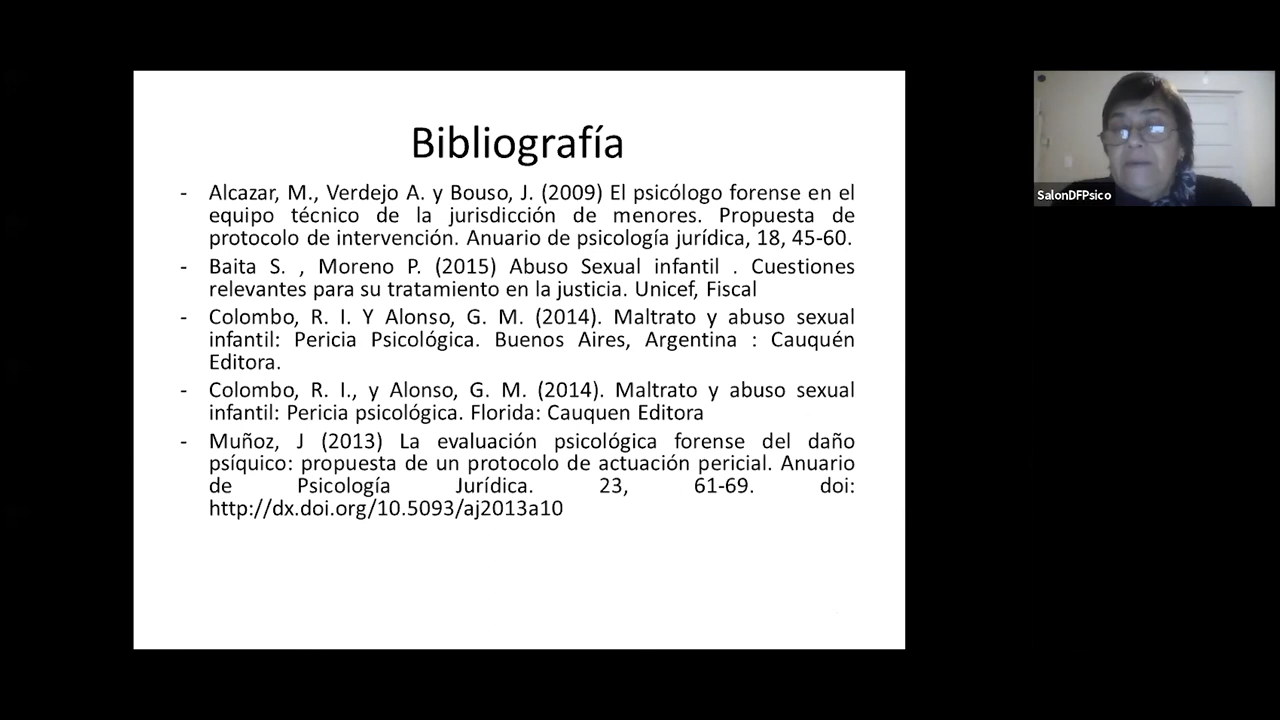 Bibliografía
- Alcazar, M., Verdejo A. y Bouso, J. (2009) El psicólogo forense en el
equipo técnico de la jurisdicción de menores. Propuesta de
protocolo de intervención. Anuario de psicología jurídica, 18, 45-60.
- Baita S. , Moreno P. (2015) Abuso Sexual infantil . Cuestiones
relevantes para su tratamiento en la justicia. Unicef, Fiscal
- Colombo, R. I. Y Alonso, G. M. (2014). Maltrato y abuso sexual
infantil: Pericia Psicológica. Buenos Aires, Argentina : Cauquén
Editora.
- Colombo, R. I., y Alonso, G. M. (2014). Maltrato y abuso sexual
infantil: Pericia psicológica. Florida: Cauquen Editora
- Muñoz, J (2013) La evaluación psicológica forense del daño
psíquico: propuesta de un protocolo de actuación pericial. Anuario
de Psicología Jurídica. 23, 61-69. doi:
http://dx.doi.org/10.5093/aj2013a10
SalonDFPsico